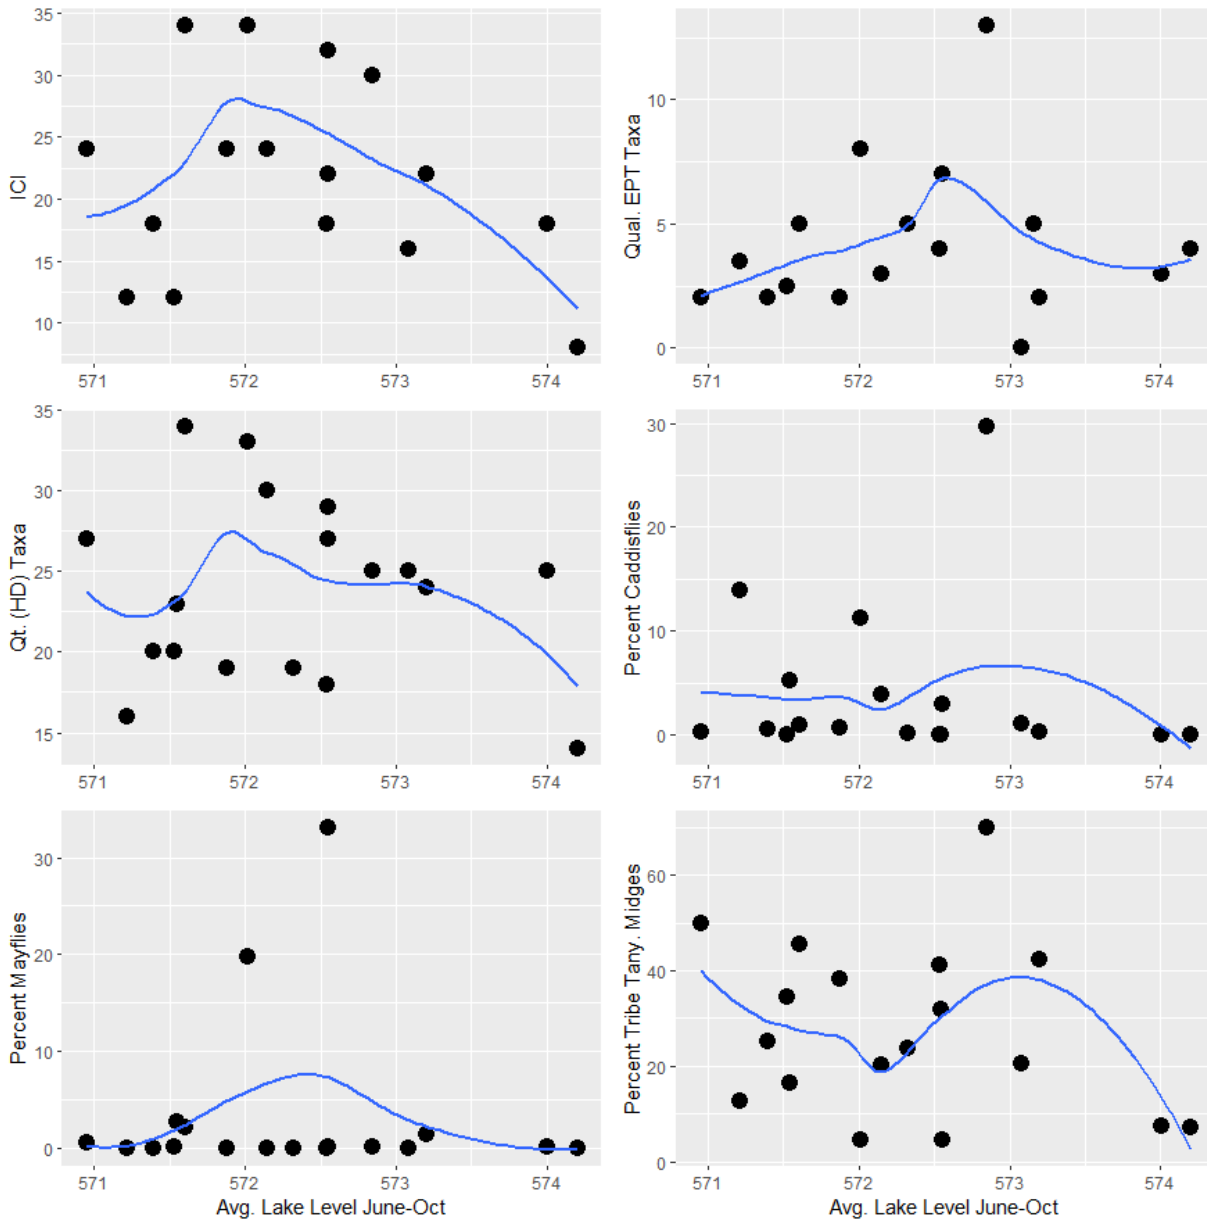 ICI
35
30
25
20
15
10
571 572 573 574
Qual. EPT Taxa
10
5
0
571 572 573 574
Qt. (HD) Taxa
35
30
25
20
15
571 572 573 574
Percent Caddisflies
30
20
10
0
571 572 573 574
Percent Mayflies
30
20
10
0
571 572 573 574
Avg. Lake Level June-Oct
Percent Tribe Tany. Midges
60
40
20
0
571 572 573 574
Avg. Lake Level June-Oct